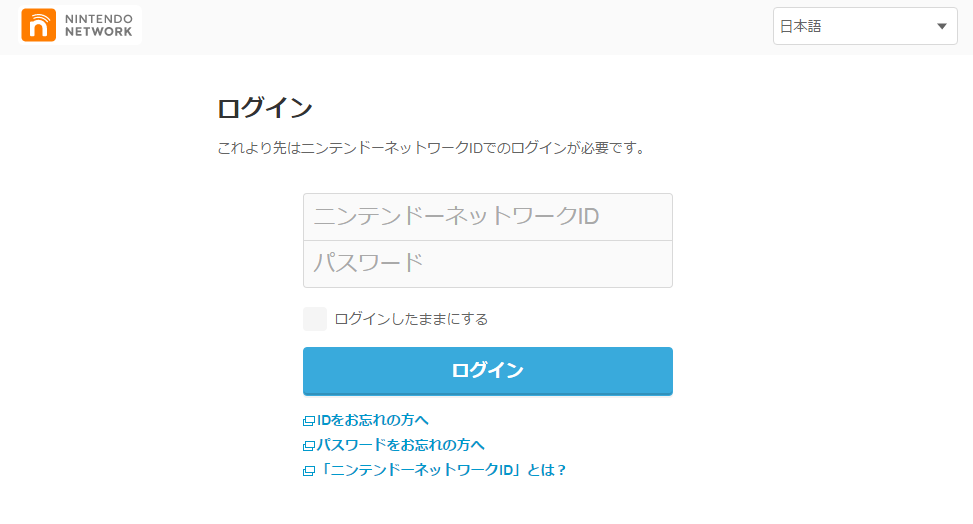 NINTENDO
NETWORK
日本語
ログイン
これより先はニンテンドーネットワークIDでのログインが必要です。
ニンテンドーネットワークID
パスワード
ログインしたままにする
ログイン
IDをお忘れの方へ
パスワードをお忘れの方へ
「ニンテンドーネットワークID」とは？